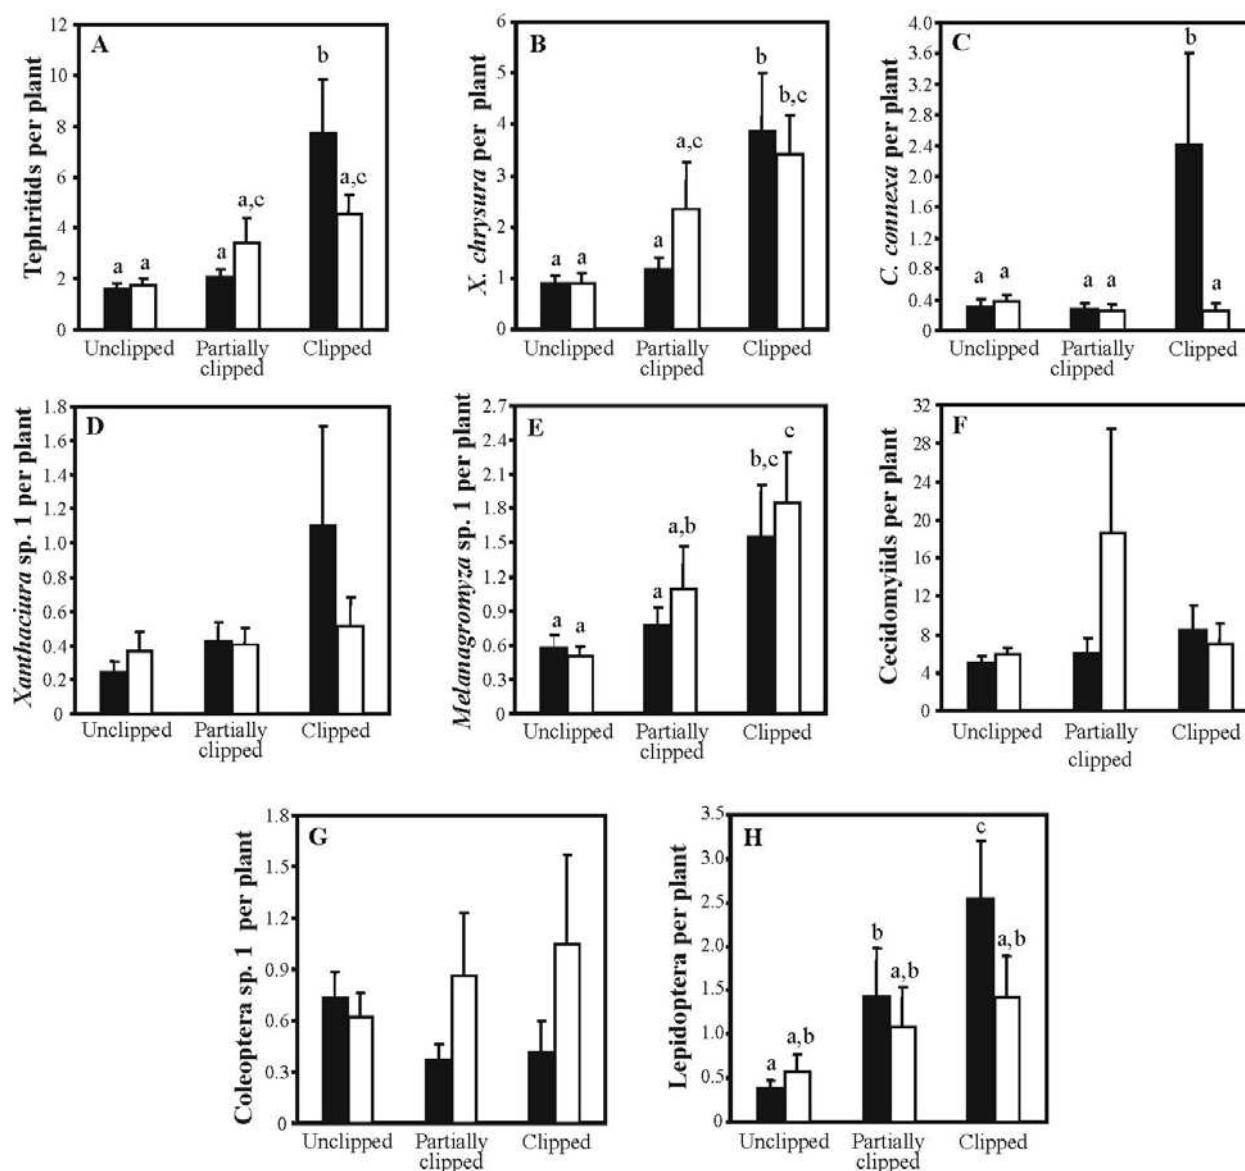 A
Tephritids per plant
12
10
8
6
4
2
0
a a a a,c b a,c
Unclipped Partially clipped Clipped
B
X. chrysura per plant
6
5
4
3
2
1
0
a a a a,c b b,c
Unclipped Partially clipped Clipped
C
C. connexa per plant
4.0
3.6
3.2
2.8
2.4
2.0
1.6
1.2
0.8
0.4
0
a a a a b a
Unclipped Partially clipped Clipped
D
Xanthaciura sp. 1 per plant
1.8
1.6
1.4
1.2
1.0
0.8
0.6
0.4
0.2
0
Unclipped Partially clipped Clipped
E
Melanagromyza sp. 1 per plant
2.7
2.4
2.1
1.8
1.5
1.2
0.9
0.6
0.3
0
a a a a,b b,c c
Unclipped Partially clipped Clipped
F
Cecidomyiids per plant
32
28
24
20
16
12
8
4
0
Unclipped Partially clipped Clipped
G
Coleoptera sp. 1 per plant
1.8
1.5
1.2
0.9
0.6
0.3
0
Unclipped Partially clipped Clipped
H
Lepidoptera per plant
3.5
3.0
2.5
2.0
1.5
1.0
0.5
0
a a,b b a,b c a,b
Unclipped Partially clipped Clipped